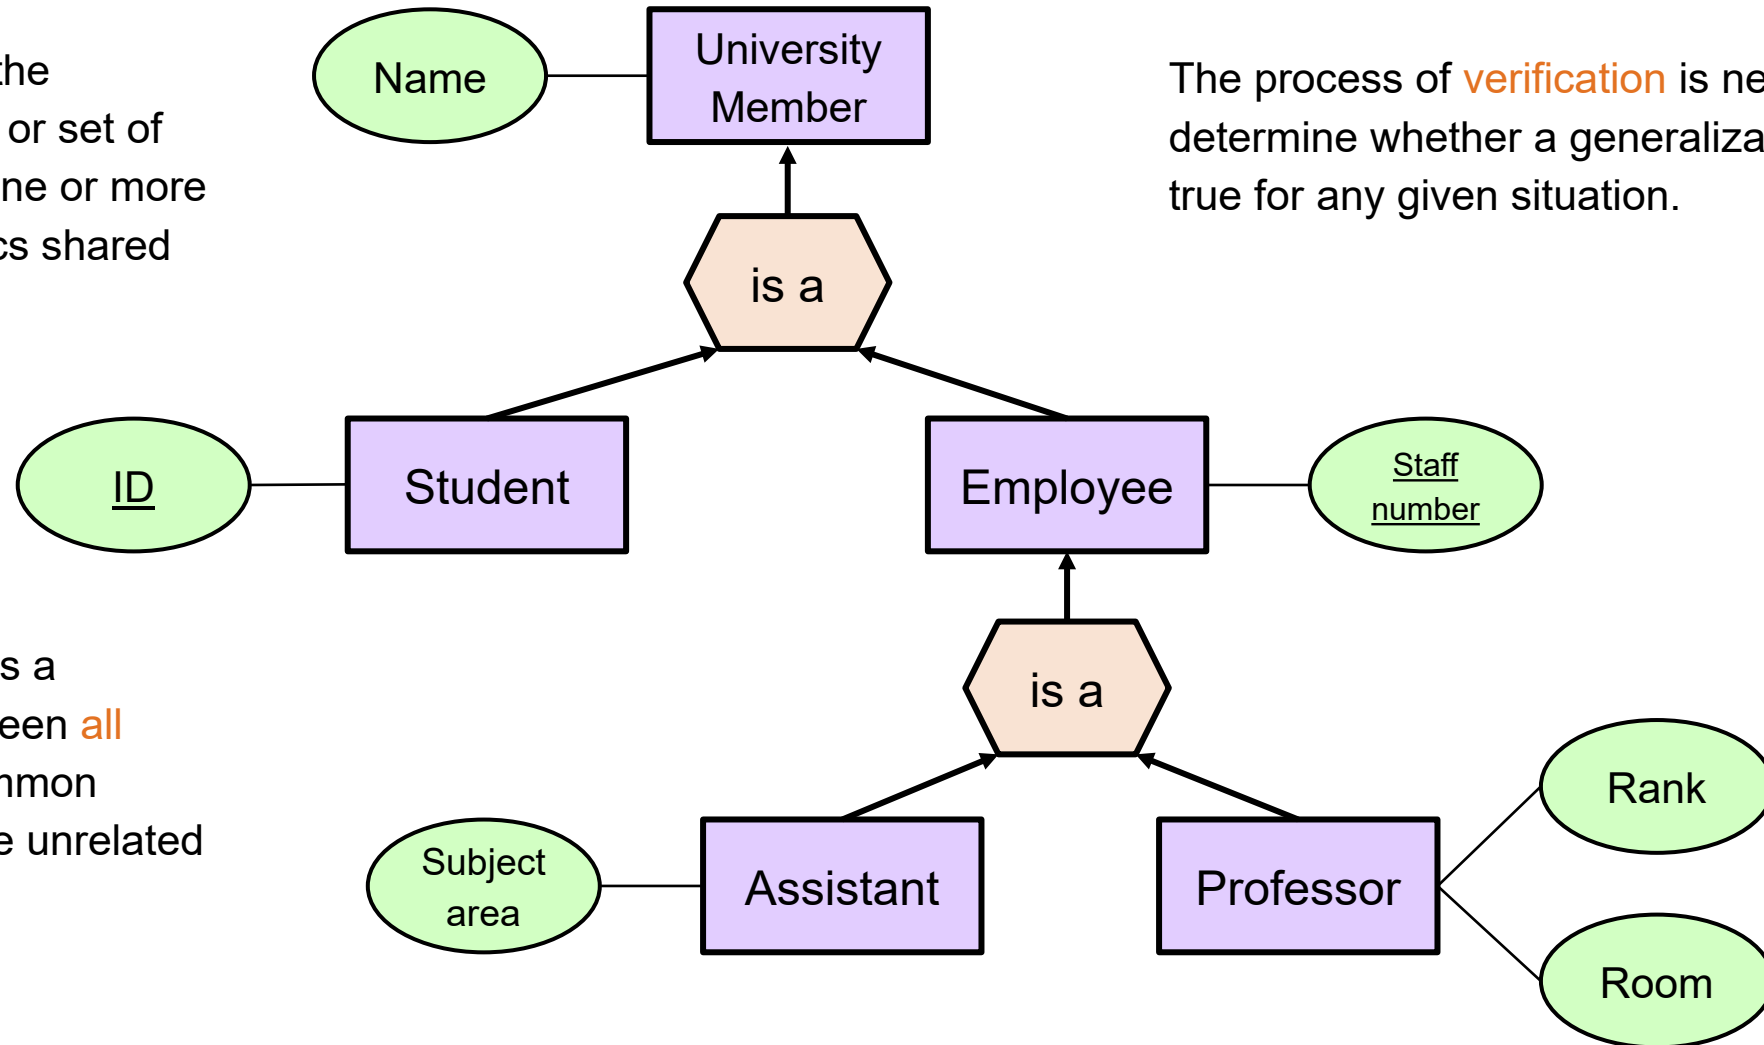 the
or set of
ne or more
cs shared
Name
University
Member
The process of verification is ne
determine whether a generaliza
true for any given situation.
is a
ID
Student
Employee
Staff
number
s a
een all
mmon
e unrelated
is a
Subject
area
Assistant
Professor
Rank
Room